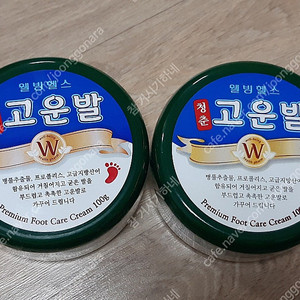 웰빙헬스
고운발
W
명품추출물, 프로폴리스, 고급지방산이
함유되어 거칠어지고 굳은 발을
부드럽고 촉촉한 고운발로
가꾸어 드립니다
Premium Foot Care Cream 100g
웰빙헬스
청춘
고운발
W
명품추출물, 프로폴리스, 고급지방산이
함유되어 거칠어지고 굳은 발을
부드럽고 촉촉한 고운발로
가꾸어 드립니다
Premium Foot Care Cream